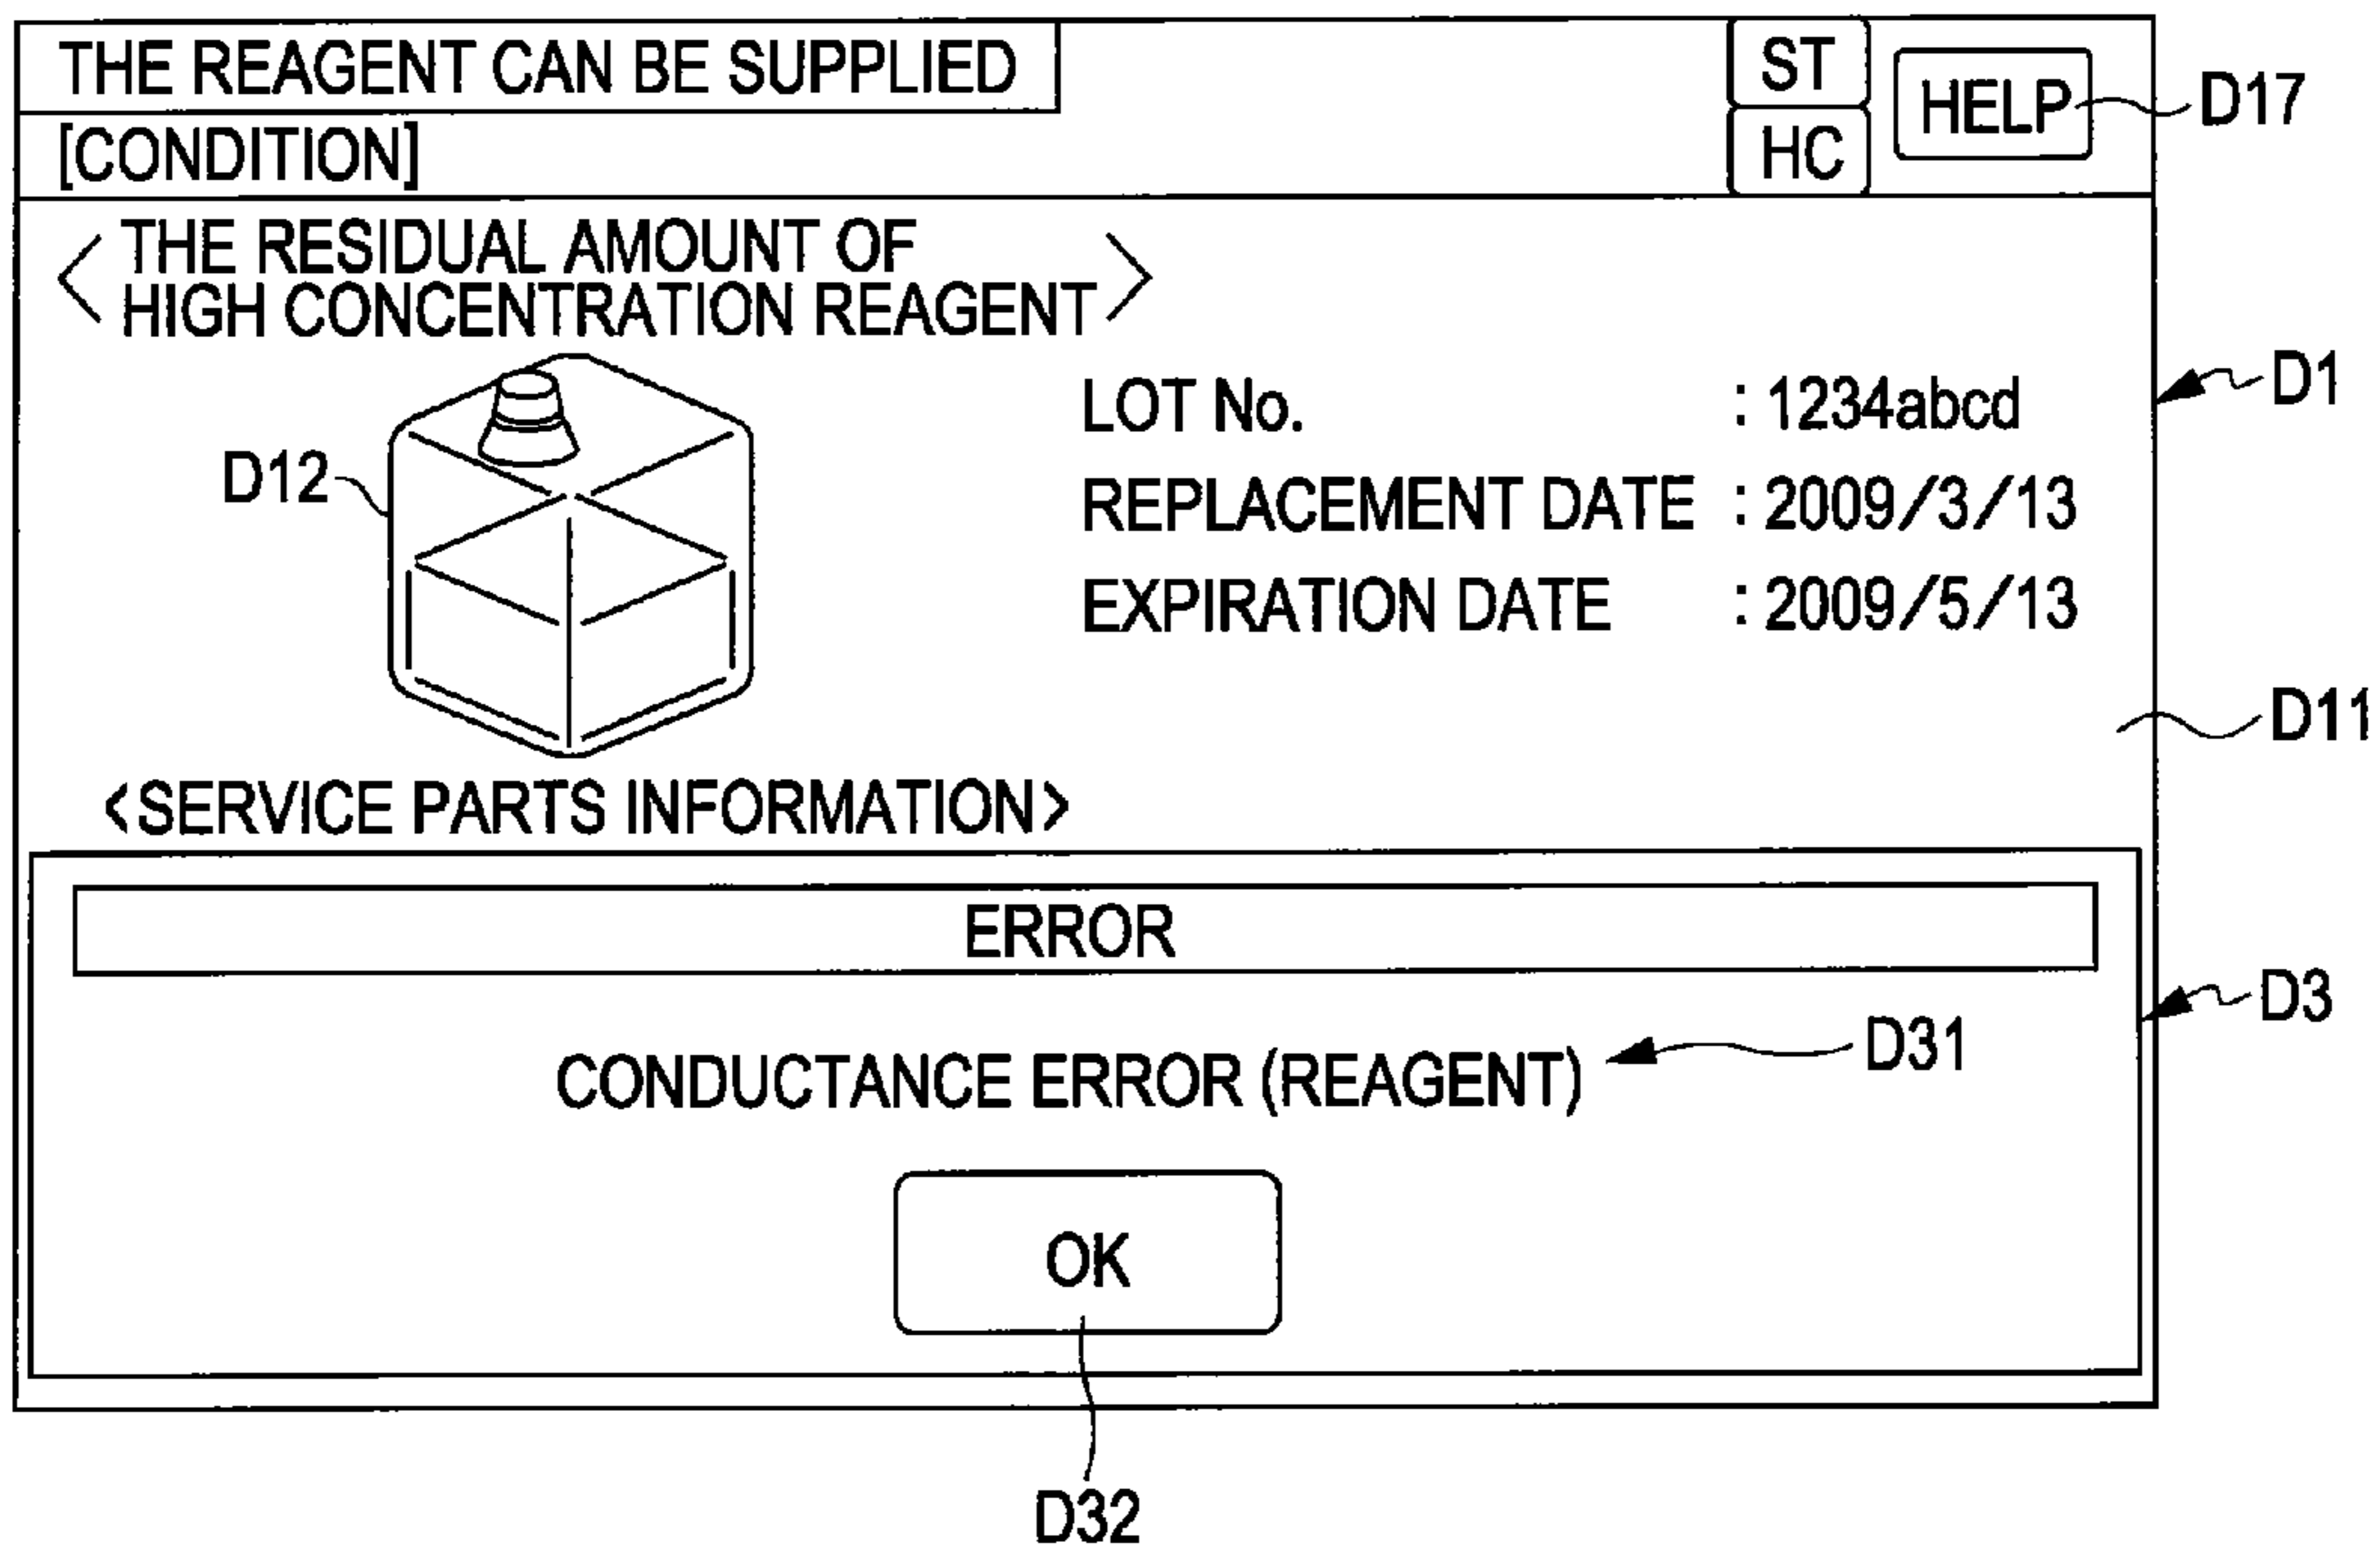 THE REAGENT CAN BE SUPPLIED
ST
HELP
D17
[CONDITION]
HC
<THE RESIDUAL AMOUNT OF
HIGH CONCENTRATION REAGENT>
D1
LOT No. : 1234abcd
D12
REPLACEMENT DATE : 2009/3/13
EXPIRATION DATE : 2009/5/13
D11
<SERVICE PARTS INFORMATION>
ERROR
D3
D31
CONDUCTANCE ERROR (REAGENT)
OK
D32